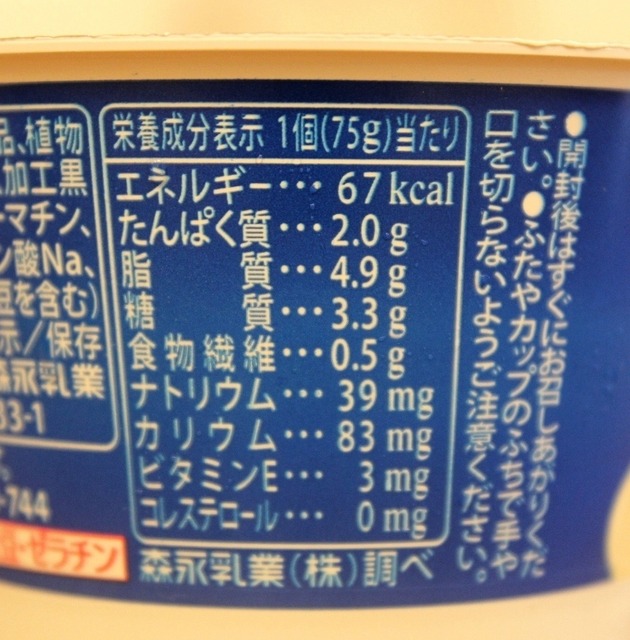 品、植物
加工黒
ーマチン、
ン酸Na、
豆を含む)
示/保存
森永乳業
33-1
-744
ゼラチン
栄養成分表示 1個(75g)当たり
エネルギー… 67kcal
たんぱく質… 2.0g
脂質… 4.9g
糖質… 3.3g
食物繊維… 0.5g
ナトリウム… 39mg
カリウム… 83mg
ビタミンE… 3mg
コレステロール… 0mg
森永乳業(株)調べ
●開封後はすぐにお召しあがりくだ
さい。●ふたやカップのふちで手や
口を切らないようご注意ください。